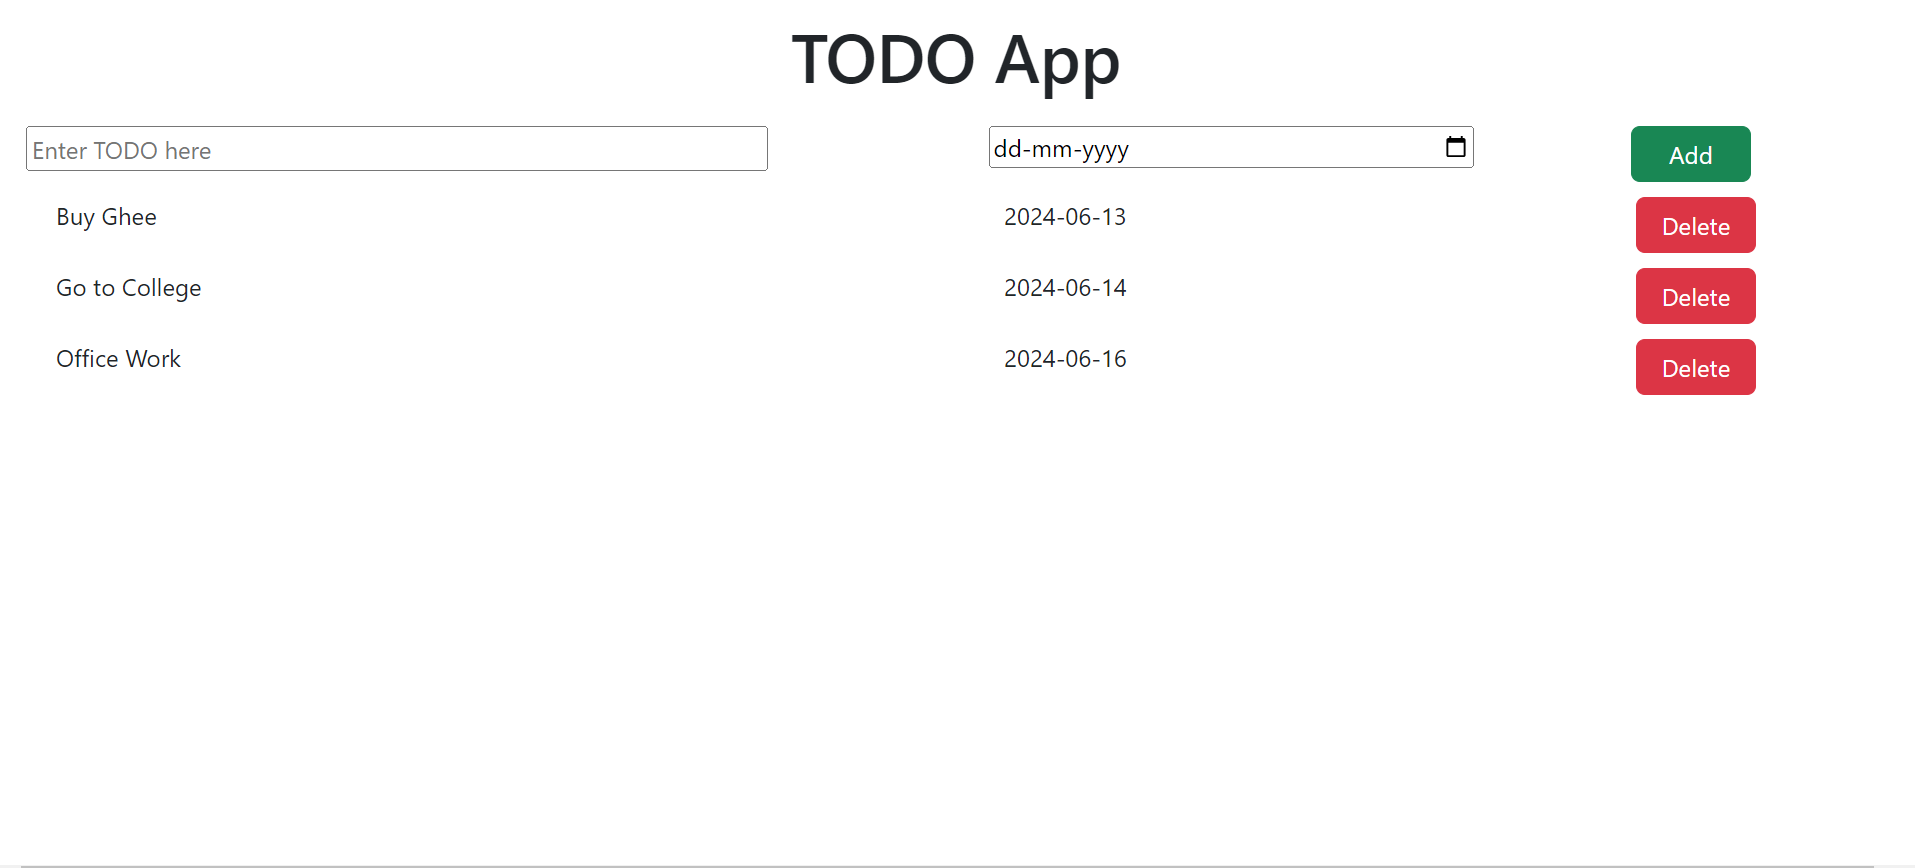 TODO App
Enter TODO here dd-mm-yyyy Add
Buy Ghee 2024-06-13 Delete
Go to College 2024-06-14 Delete
Office Work 2024-06-16 Delete